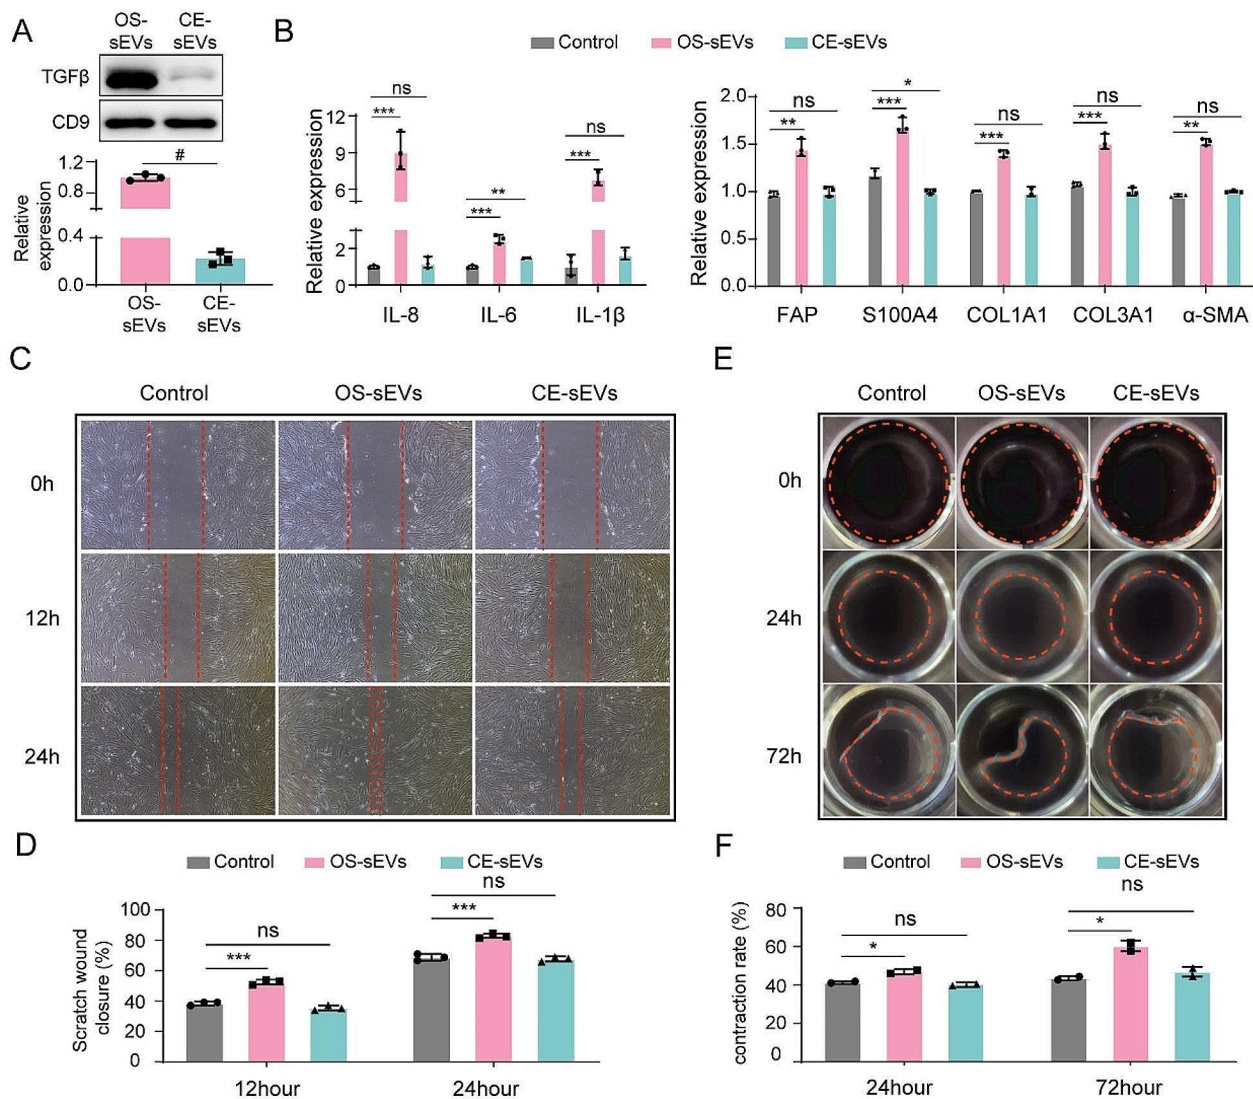 A
OS-
sEVs
CE-
sEVs
TGFβ
CD9
Relative
expression
1.2
0.8
0.4
0.0
#
OS-
sEVs
CE-
sEVs
B
Control
OS-sEVs
CE-sEVs
Relative expression
12
9
6
2
0
ns
***
**
***
ns
***
IL-8
IL-6
IL-1β
Relative expression
2.0
1.5
1.0
0.5
0.0
ns
**
*
***
ns
***
ns
***
ns
**
FAP
S100A4
COL1A1
COL3A1
α-SMA
C
Control
OS-sEVs
CE-sEVs
0h
12h
24h
E
Control
OS-sEVs
CE-sEVs
0h
24h
72h
D
Control
OS-sEVs
CE-sEVs
Scratch wound
closure (%)
100
80
60
40
20
0
ns
***
ns
***
12hour
24hour
F
Control
OS-sEVs
CE-sEVs
contraction rate (%)
80
60
40
20
0
ns
*
ns
*
24hour
72hour